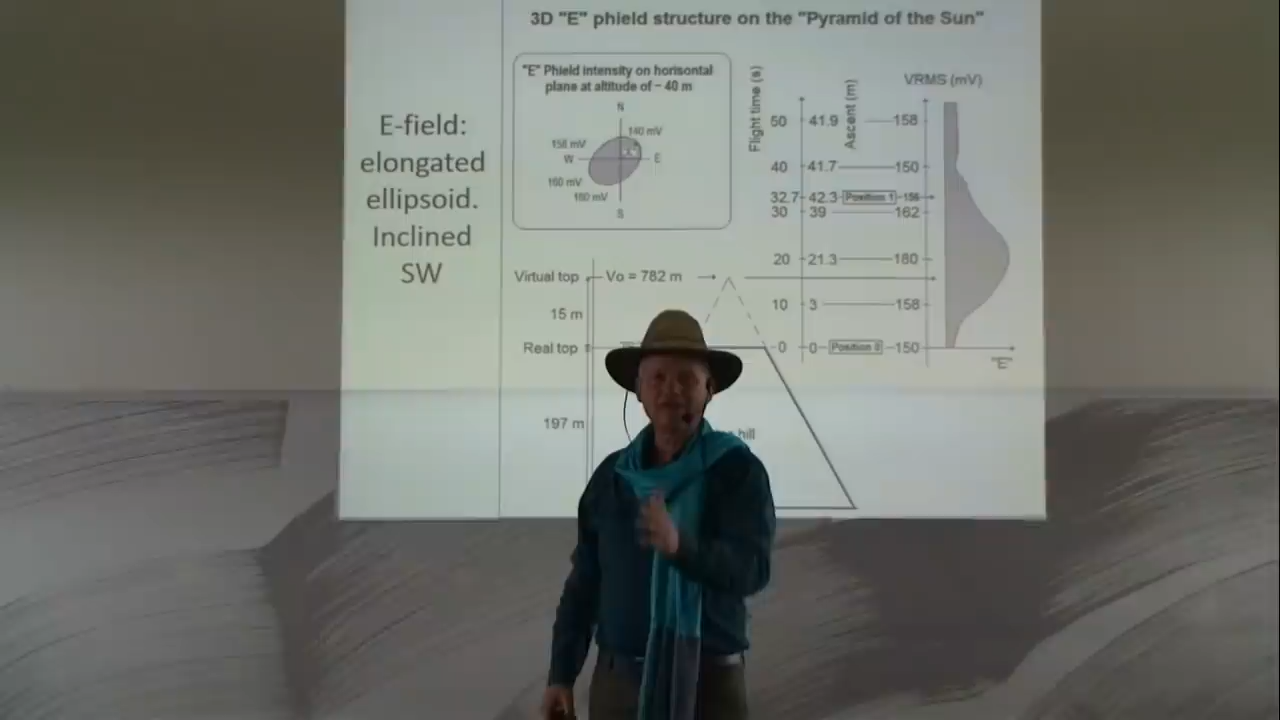 3D "E" phield structure on the "Pyramid of the Sun"
E-field:
elongated
ellipsoid.
Inclined
SW
"E" Phield intensity on horisontal
plane at altitude of ~ 40 m
N
140 mV
158 mV
W
E
160 mV
160 mV
S
Flight time (s)
Ascent (m)
VRMS (mV)
50 41.9 158
40 41.7 150
32.7 42.3 Position 1 156
30 39 162
20 21.3 180
10 3 158
0 0 Position 0 150
"E"
Virtual top Vo = 782 m
15 m
Real top
197 m
hill